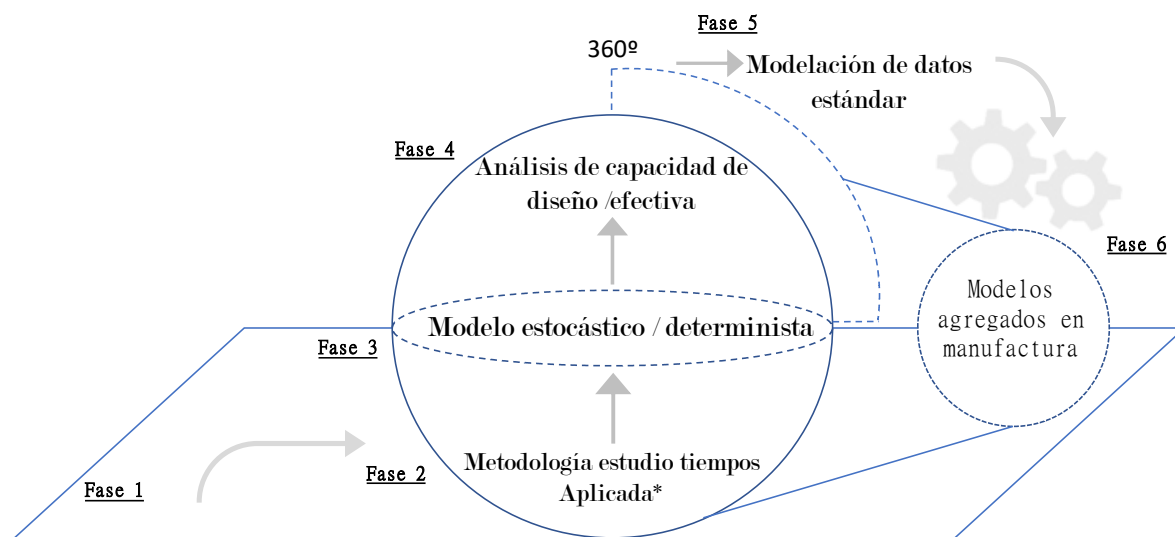 Fase 5
360º
Modelación de datos
estándar
Fase 4
Análisis de capacidad de
diseño /efectiva
Fase 6
Modelos
agregados en
manufactura
Modelo estocástico / determinista
Fase 3
Metodología estudio tiempos
Aplicada*
Fase 2
Fase 1